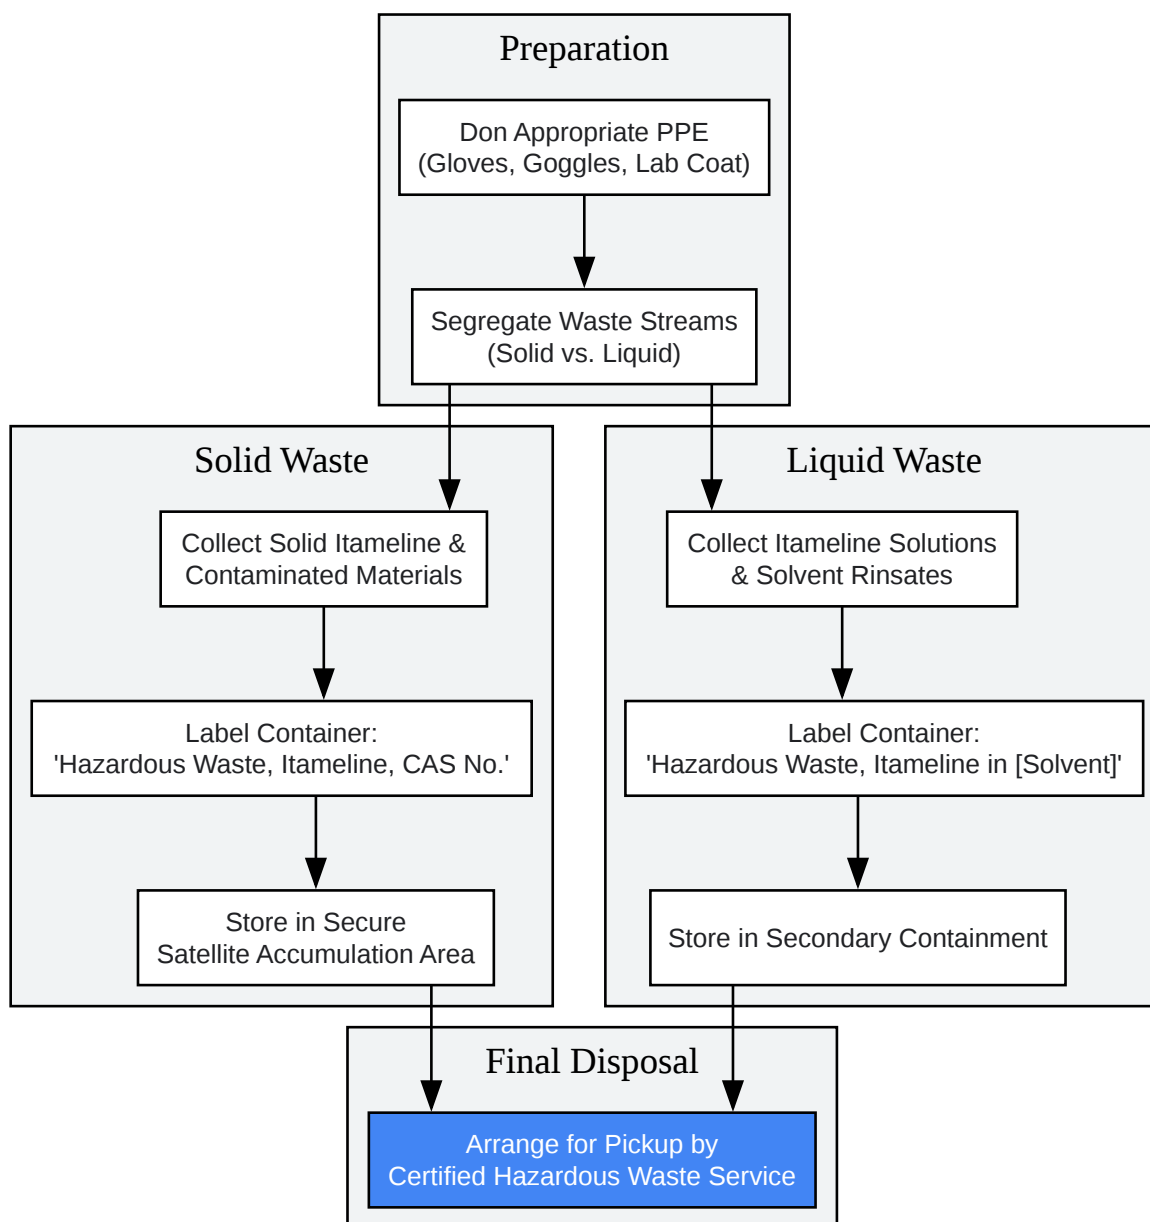 Preparation
Don Appropriate PPE
(Gloves, Goggles, Lab Coat)
Segregate Waste Streams
(Solid vs. Liquid)
Solid Waste
Collect Solid Itameline &
Contaminated Materials
Label Container:
'Hazardous Waste, Itameline, CAS No.'
Store in Secure
Satellite Accumulation Area
Liquid Waste
Collect Itameline Solutions
& Solvent Rinsates
Label Container:
'Hazardous Waste, Itameline in [Solvent]'
Store in Secondary Containment
Final Disposal
Arrange for Pickup by
Certified Hazardous Waste Service